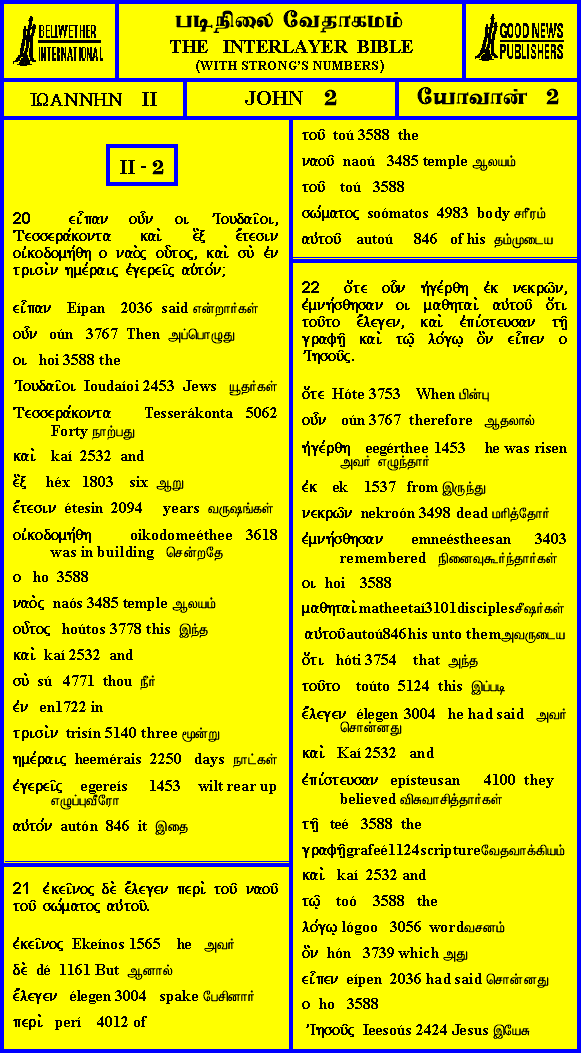 BELLWETHER
INTERNATIONAL
படிநிலை வேதாகமம்
THE INTERLAYER BIBLE
(WITH STRONG'S NUMBERS)
GOOD NEWS
PUBLISHERS
ΙΩΑΝΝΗΝ II
JOHN 2
யோவான் 2
II - 2
20 εἶπαν οὖν οι Ἰουδαῖοι,
Τεσσεράκοντα καὶ ἓξ ἔτεσιν
οἰκοδομήθη ο ναὸς οὗτος, καὶ σὺ ἐν
τρισὶν ημέραις ἐγερεῖς αὐτόν;
εἶπαν Eípan 2036 said என்றார்கள்
οὖν oún 3767 Then அப்பொழுது
οι hoi 3588 the
Ἰουδαῖοι Ioudaíoi 2453 Jews யூதர்கள்
Τεσσεράκοντα Tesserákonta 5062
Forty நாற்பது
καὶ kaí 2532 and
ἓξ héx 1803 six ஆறு
ἔτεσιν étesin 2094 years வருஷங்கள்
οἰκοδομήθη oikodomeéthee 3618
was in building சென்றதே
ο ho 3588
ναὸς naós 3485 temple ஆலயம்
οὗτος hoútos 3778 this இந்த
καὶ kaí 2532 and
σὺ sú 4771 thou நீர்
ἐν en1722 in
τρισὶν trisín 5140 three மூன்று
ημέραις heemérais 2250 days நாட்கள்
ἐγερεῖς egereís 1453 wilt rear up
எழுப்புவீரோ
αὐτόν autón 846 it இதை
21 ἐκεῖνος δὲ ἔλεγεν περὶ τοῦ ναοῦ
τοῦ σώματος αὐτοῦ.
ἐκεῖνος Ekeínos 1565 he அவர்
δὲ dé 1161 But ஆனால்
ἔλεγεν élegen 3004 spake பேசினார்
περὶ perí 4012 of
τοῦ toú 3588 the
ναοῦ naoú 3485 temple ஆலயம்
τοῦ toú 3588
σώματος soómatos 4983 body சரீரம்
αὐτοῦ autoú 846 of his தம்முடைய
22 ὅτε οὖν ἠγέρθη ἐκ νεκρῶν,
ἐμνήσθησαν οι μαθηταὶ αὐτοῦ ὅτι
τοῦτο ἔλεγεν, καὶ ἐπίστευσαν τῇ
γραφῇ καὶ τῷ λόγῳ ὃν εἶπεν ο
Ἰησοῦς.
ὅτε Hóte 3753 When பின்பு
οὖν oún 3767 therefore ஆதலால்
ἠγέρθη eegérthee 1453 he was risen
அவர் எழுந்தார்
ἐκ ek 1537 from இருந்து
νεκρῶν nekroón 3498 dead மரித்தோர்
ἐμνήσθησαν emneéstheesan 3403
remembered நினைவுகூர்ந்தார்கள்
οι hoi 3588
μαθηταὶ matheetaí3101disciplesசீஷர்கள்
αὐτοῦ autoú846 his unto themஅவருடைய
ὅτι hóti 3754 that அந்த
τοῦτο toúto 5124 this இப்படி
ἔλεγεν élegen 3004 he had said அவர்
சொன்னது
καὶ Kaí 2532 and
ἐπίστευσαν epísteusan 4100 they
believed விசுவாசித்தார்கள்
τῇ teé 3588 the
γραφῇ grafeé1124scriptureவேதவாக்கியம்
καὶ kaí 2532 and
τῷ toó 3588 the
λόγῳ lógoo 3056 wordவசனம்
ὃν hón 3739 which அது
εἶπεν eípen 2036 had said சொன்னது
ο ho 3588
Ἰησοῦς Ieesoús 2424 Jesus இயேசு